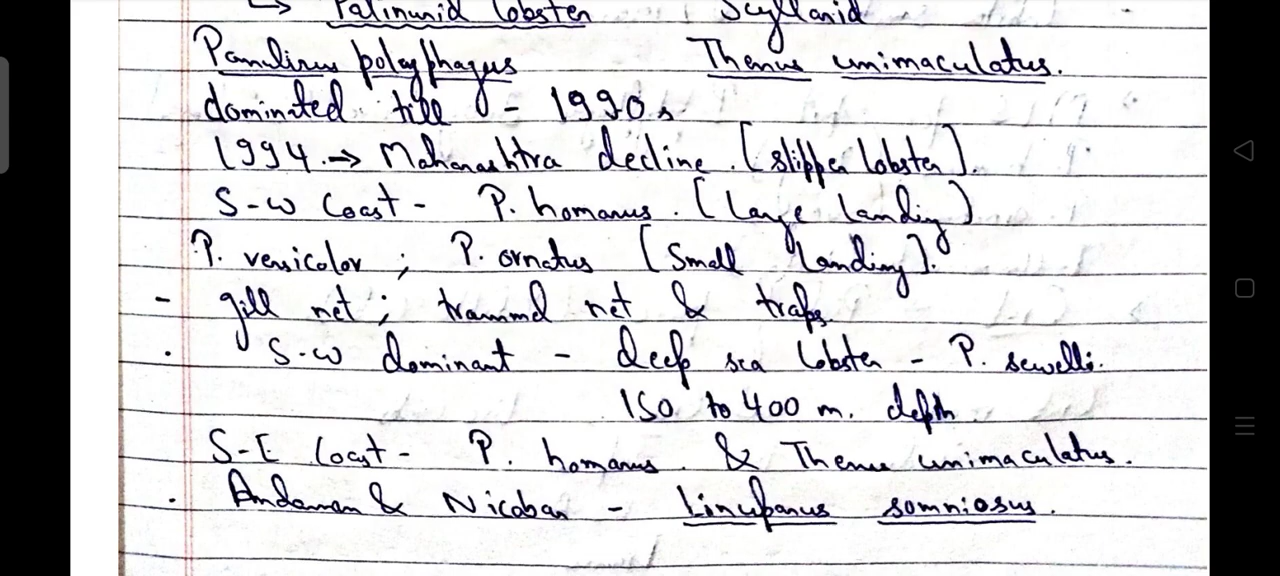 ↳ Palinurid lobster Scyllarid
Panulirus polyphagus Thenus unimaculatus.
dominated till - 1990s
1994 → Maharashtra decline. [slipper lobster].
S-W Coast - P. homarus. [Large landing]
P. versicolor ; P. ornatus [Small landing].
- gill net ; trammel net & traps
· S-W dominant - deep sea lobster - P. sewelli.
150 to 400 m. depth
S-E Coast - P. homarus. & Thenus unimaculatus.
· Andaman & Nicobar - Linuparus somniosus.